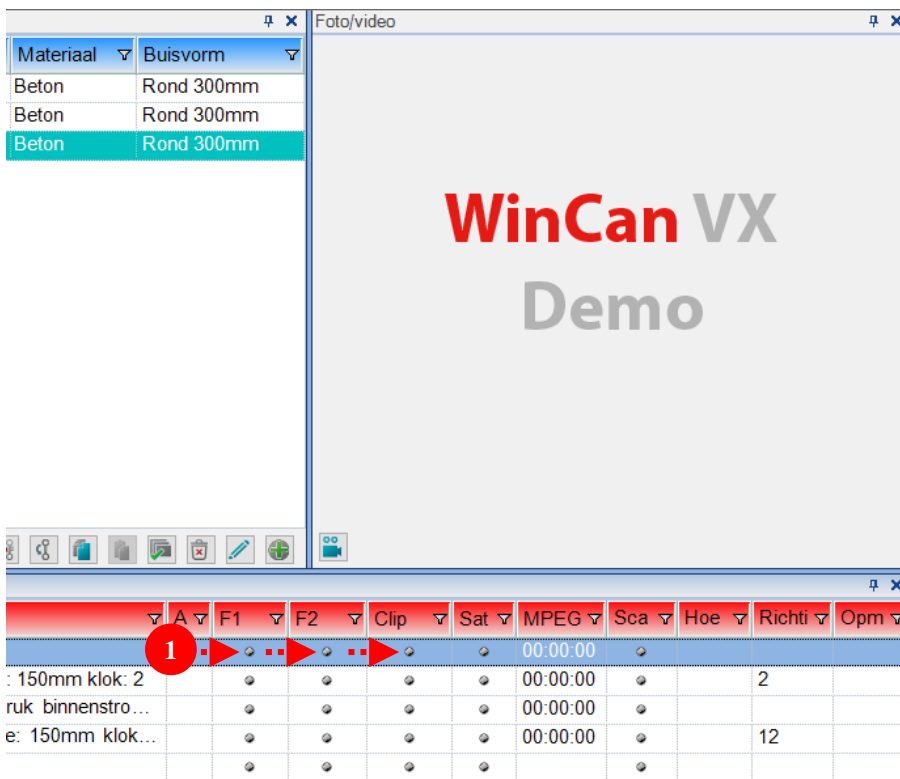 Foto/video
Materiaal Buisvorm
Beton Rond 300mm
Beton Rond 300mm
Beton Rond 300mm
WinCan VX
Demo
A F1 F2 Clip Sat MPEG Sca Hoe Richti Opm
1 00:00:00
: 150mm klok: 2 00:00:00 2
ruk binnenstro... 00:00:00
e: 150mm klok... 00:00:00 12